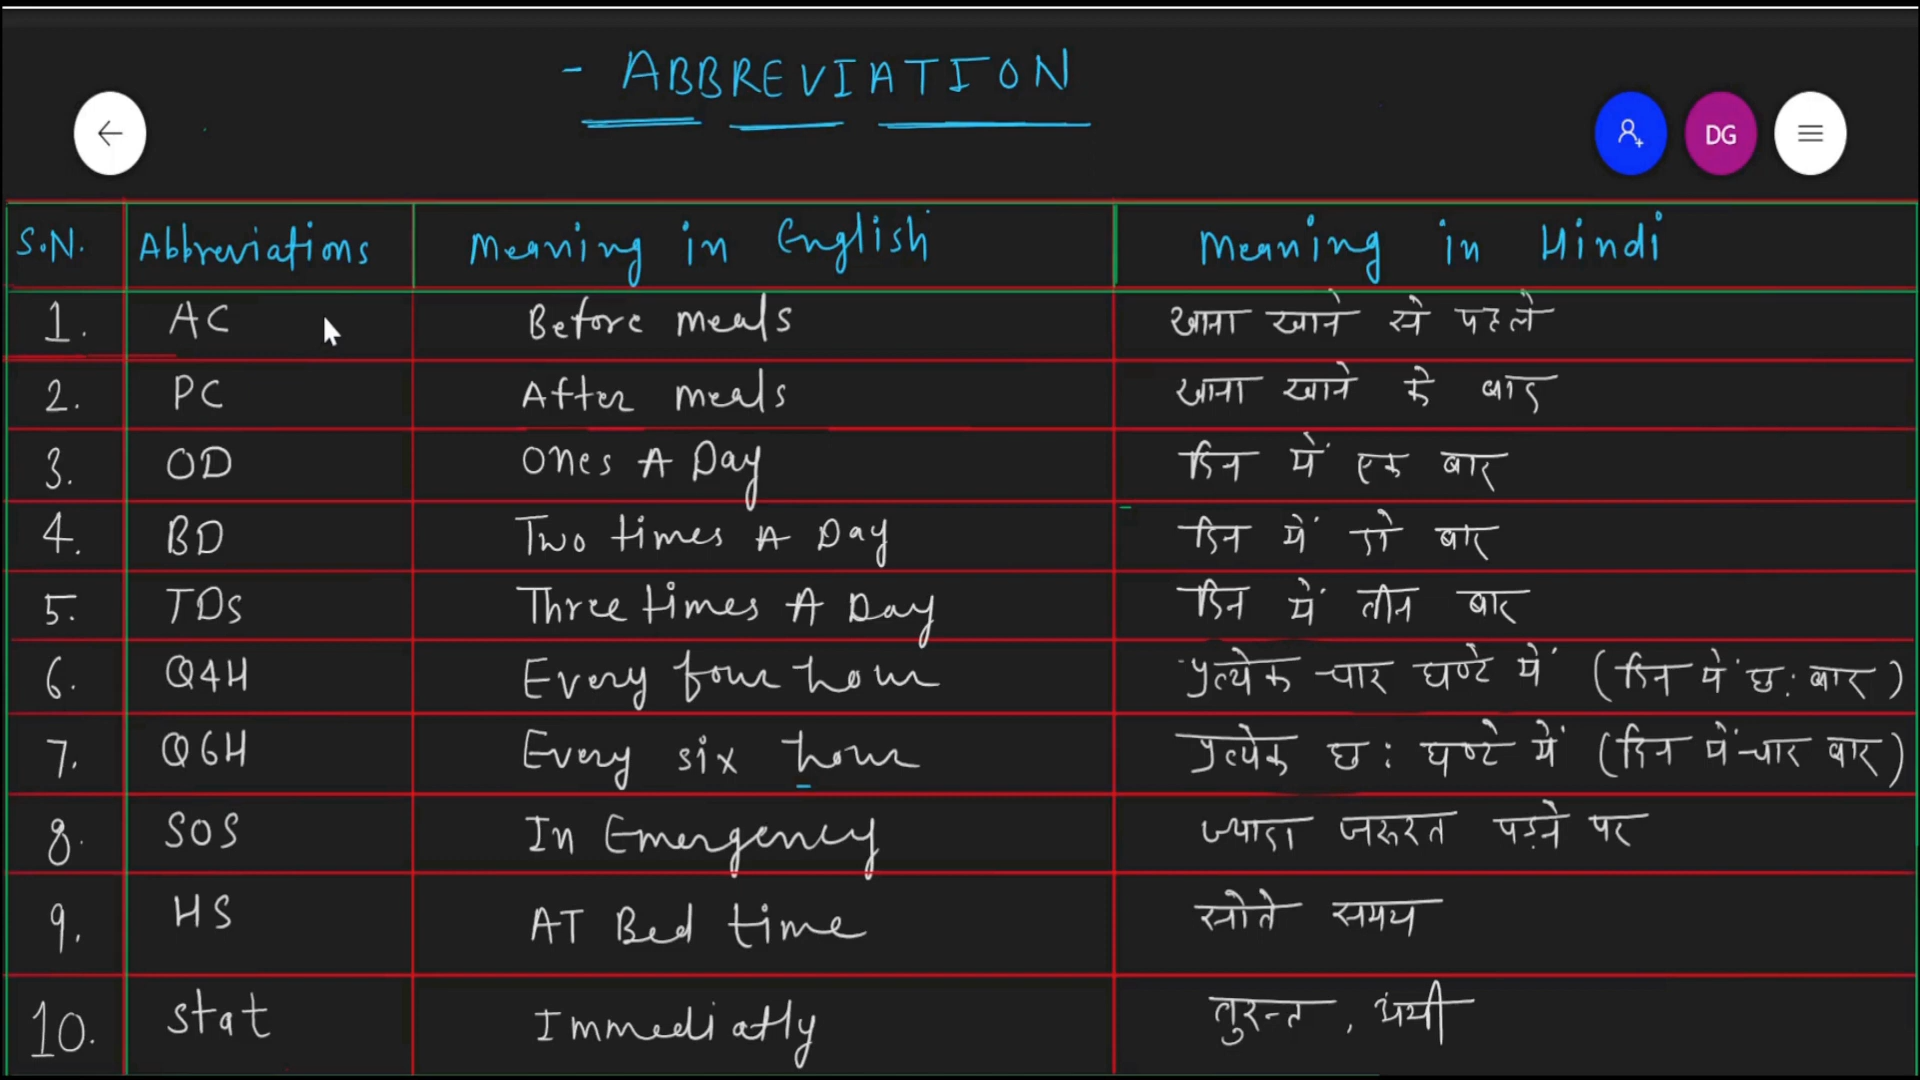 - ABBREVIATION
DG
S.N. Abbreviations Meaning in English Meaning in Hindi
1. AC Before meals खाना खाने से पहले
2. PC After meals खाना खाने के बाद
3. OD Ones A Day दिन में एक बार
4. BD Two times A Day दिन में दो बार
5. TDs Three times A Day दिन में तीन बार
6. Q4H Every four hour प्रत्येक चार घण्टे में (दिन में छ: बार)
7. Q6H Every six hour प्रत्येक छ: घण्टे में (दिन में चार बार)
8. SOS In Emergency ज्यादा जरूरत पड़ने पर
9. HS AT Bed time सोते समय
10. Stat Immediatly तुरन्त,